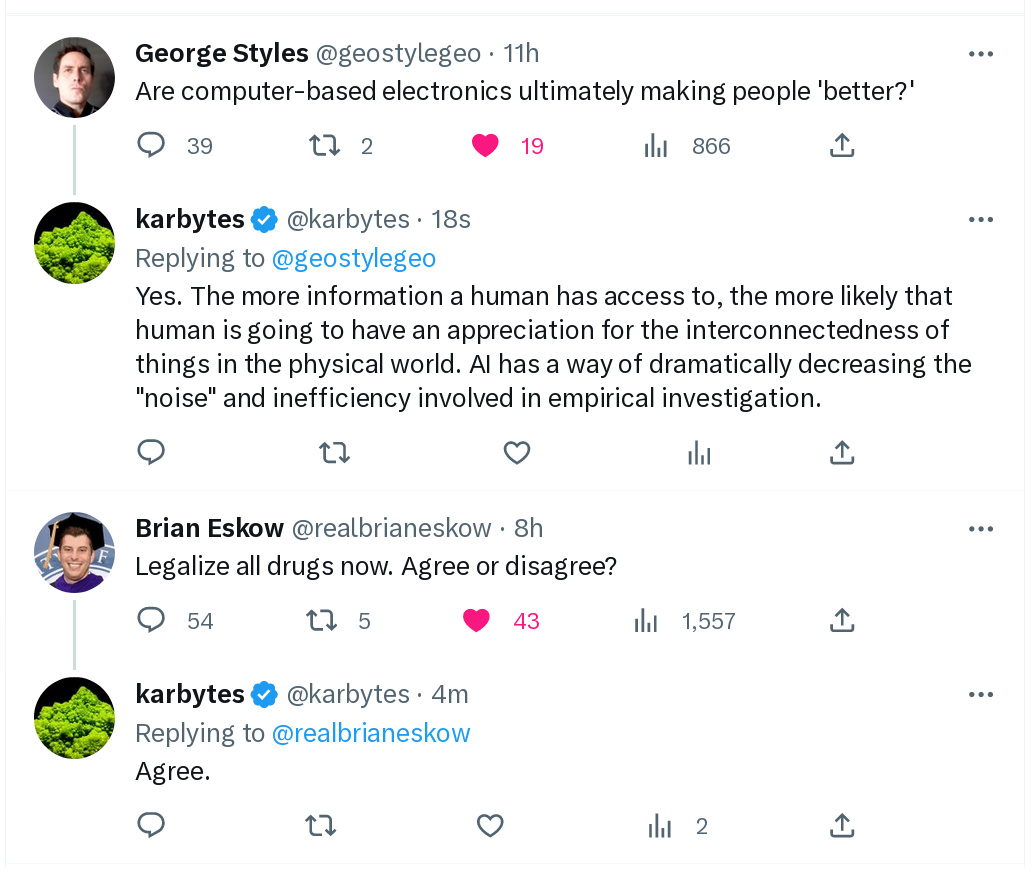 George Styles @geostylegeo · 11h
Are computer-based electronics ultimately making people 'better?'
39 2 19 866
karbytes @karbytes · 18s
Replying to @geostylegeo
Yes. The more information a human has access to, the more likely that
human is going to have an appreciation for the interconnectedness of
things in the physical world. AI has a way of dramatically decreasing the
"noise" and inefficiency involved in empirical investigation.
Brian Eskow @realbrianeskow · 8h
Legalize all drugs now. Agree or disagree?
54 5 43 1,557
karbytes @karbytes · 4m
Replying to @realbrianeskow
Agree.
2